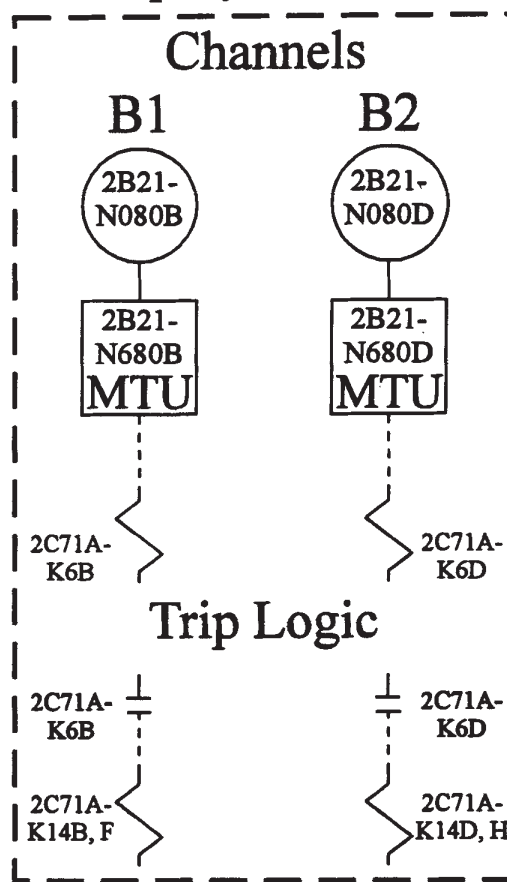 Channels
B1
B2
2B21-
N080B
2B21-
N080D
2B21-
N680B
MTU
2B21-
N680D
MTU
2C71A-
K6B
2C71A-
K6D
Trip Logic
2C71A-
K6B
2C71A-
K6D
2C71A-
K14B, F
2C71A-
K14D, H